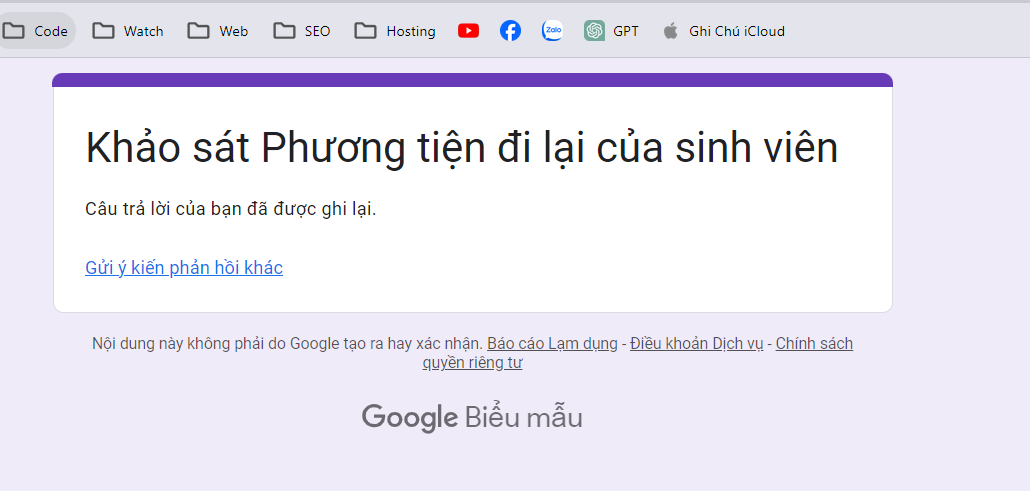 Code Watch Web SEO Hosting Zalo GPT Ghi Chú iCloud
Khảo sát Phương tiện đi lại của sinh viên
Câu trả lời của bạn đã được ghi lại.
Gửi ý kiến phản hồi khác
Nội dung này không phải do Google tạo ra hay xác nhận. Báo cáo Lạm dụng - Điều khoản Dịch vụ - Chính sách
quyền riêng tư
Google Biểu mẫu